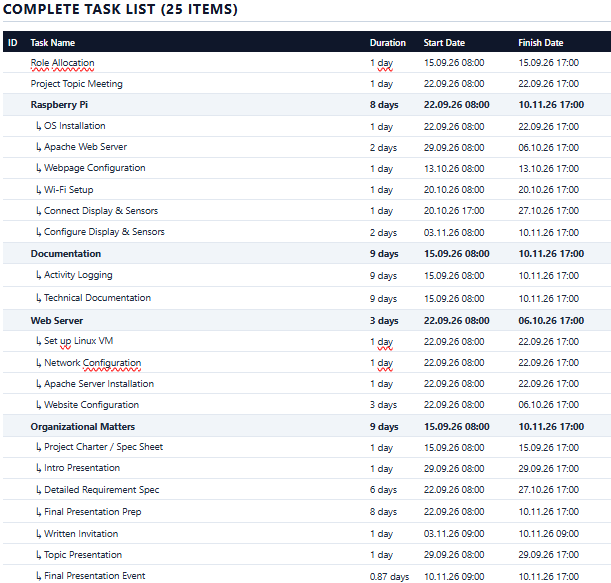 COMPLETE TASK LIST (25 ITEMS)
ID Task Name Duration Start Date Finish Date
Role Allocation 1 day 15.09.26 08:00 15.09.26 17:00
Project Topic Meeting 1 day 22.09.26 08:00 22.09.26 17:00
Raspberry Pi 8 days 22.09.26 08:00 10.11.26 17:00
↳ OS Installation 1 day 22.09.26 08:00 22.09.26 17:00
↳ Apache Web Server 2 days 29.09.26 08:00 06.10.26 17:00
↳ Webpage Configuration 1 day 13.10.26 08:00 13.10.26 17:00
↳ Wi-Fi Setup 1 day 20.10.26 08:00 20.10.26 17:00
↳ Connect Display & Sensors 1 day 20.10.26 17:00 27.10.26 17:00
↳ Configure Display & Sensors 2 days 03.11.26 08:00 10.11.26 17:00
Documentation 9 days 15.09.26 08:00 10.11.26 17:00
↳ Activity Logging 9 days 15.09.26 08:00 10.11.26 17:00
↳ Technical Documentation 9 days 15.09.26 08:00 10.11.26 17:00
Web Server 3 days 22.09.26 08:00 06.10.26 17:00
↳ Set up Linux VM 1 day 22.09.26 08:00 22.09.26 17:00
↳ Network Configuration 1 day 22.09.26 08:00 22.09.26 17:00
↳ Apache Server Installation 1 day 22.09.26 08:00 22.09.26 17:00
↳ Website Configuration 3 days 22.09.26 08:00 06.10.26 17:00
Organizational Matters 9 days 15.09.26 08:00 10.11.26 17:00
↳ Project Charter / Spec Sheet 1 day 15.09.26 08:00 15.09.26 17:00
↳ Intro Presentation 1 day 29.09.26 08:00 29.09.26 17:00
↳ Detailed Requirement Spec 6 days 22.09.26 08:00 27.10.26 17:00
↳ Final Presentation Prep 8 days 22.09.26 08:00 10.11.26 17:00
↳ Written Invitation 1 day 03.11.26 09:00 10.11.26 09:00
↳ Topic Presentation 1 day 29.09.26 08:00 29.09.26 17:00
↳ Final Presentation Event 0.87 days 10.11.26 09:00 10.11.26 17:00